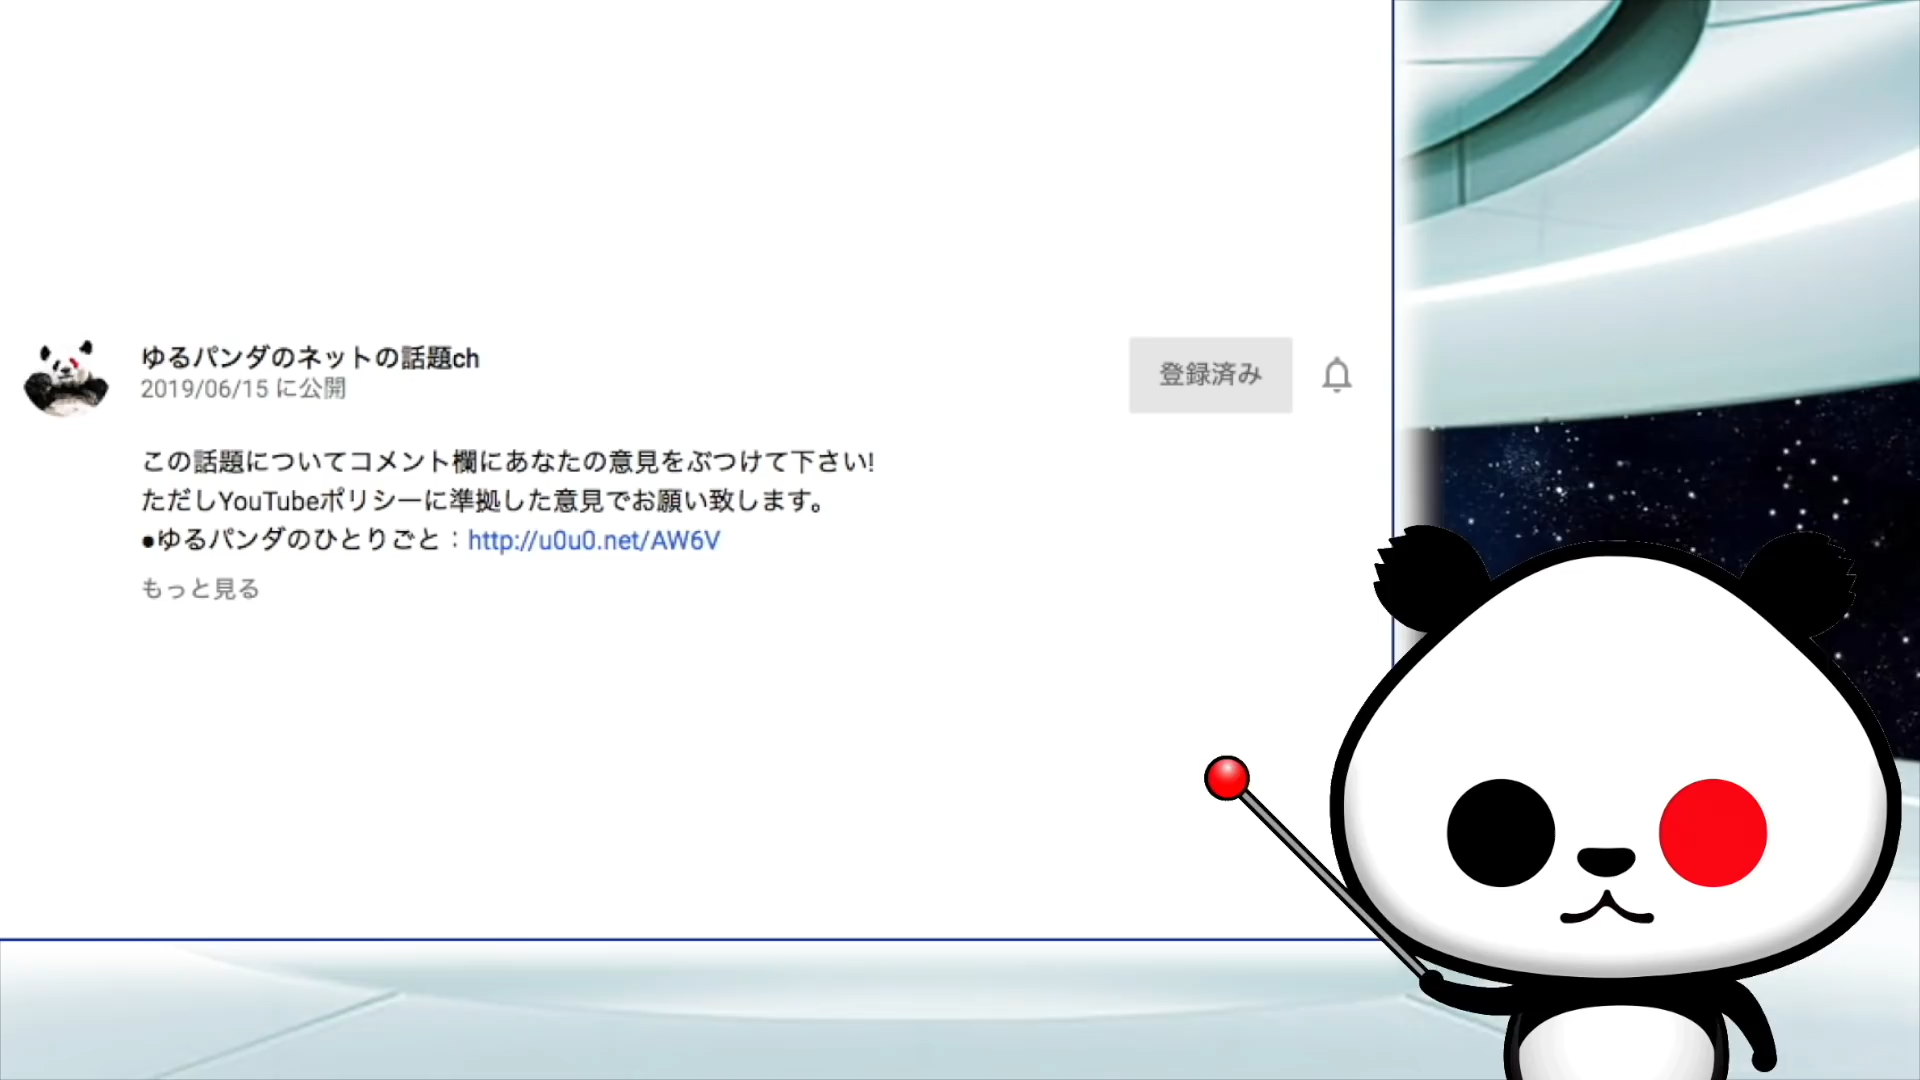 ゆるパンダのネットの話題ch
2019/06/15 に公開
登録済み
この話題についてコメント欄にあなたの意見をぶつけて下さい!
ただしYouTubeポリシーに準拠した意見でお願い致します。
●ゆるパンダのひとりごと：http://u0u0.net/AW6V
もっと見る